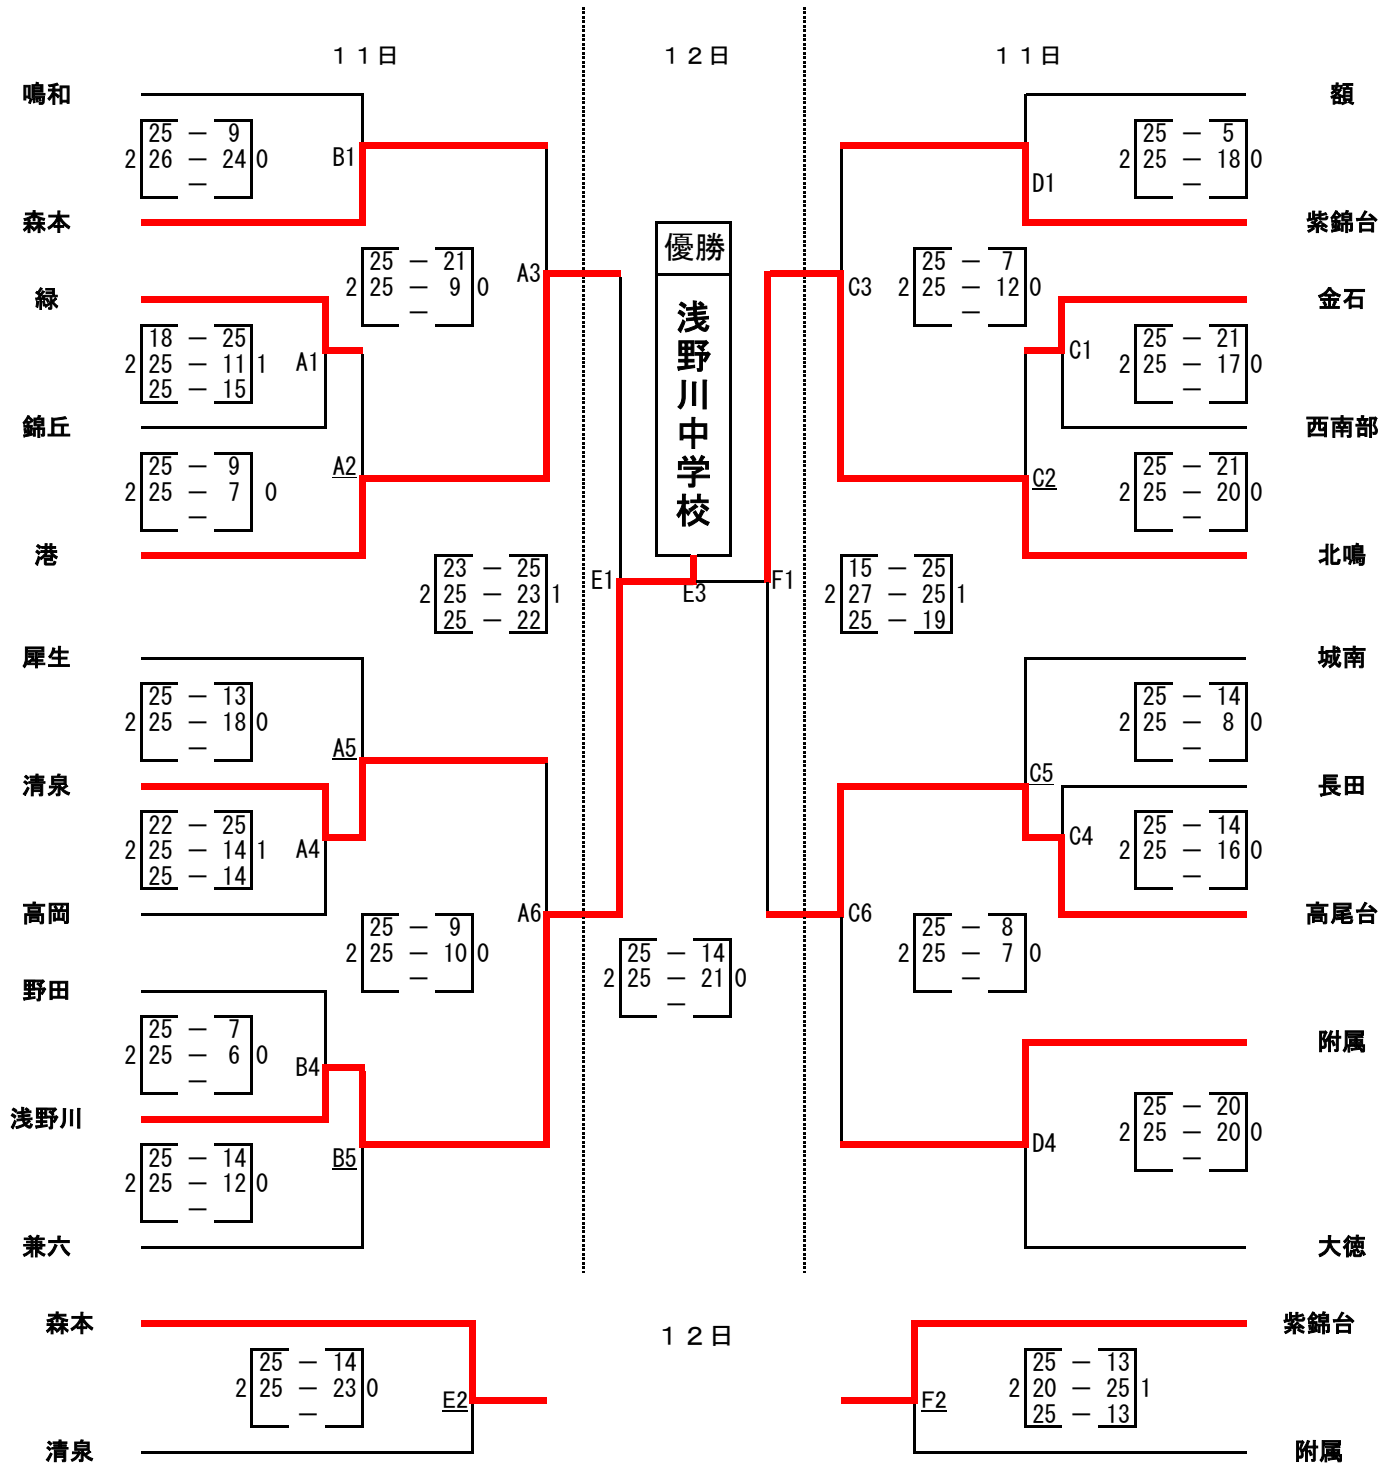 １１日 １２日 １１日
鳴和 額
25 － 9
2 26 － 24 0
－
B1
25 － 5
2 25 － 18 0
－
D1
森本 紫錦台
優勝
浅野川中学校
25 － 21
2 25 － 9 0
－
A3
C3
25 － 7
2 25 － 12 0
－
緑 金石
18 － 25
2 25 － 11 1
25 － 15
A1
C1
25 － 21
2 25 － 17 0
－
錦丘 西南部
25 － 9
2 25 － 7 0
－
A2
C2
25 － 21
2 25 － 20 0
－
港 北鳴
23 － 25
2 25 － 23 1
25 － 22
E1
E3
F1
15 － 25
2 27 － 25 1
25 － 19
犀生 城南
25 － 13
2 25 － 18 0
－
A5
C5
25 － 14
2 25 － 8 0
－
清泉 長田
22 － 25
2 25 － 14 1
25 － 14
A4
C4
25 － 14
2 25 － 16 0
－
高岡 高尾台
25 － 9
2 25 － 10 0
－
A6
C6
25 － 8
2 25 － 7 0
－
25 － 14
2 25 － 21 0
－
野田 附属
25 － 7
2 25 － 6 0
－
B4
浅野川
25 － 20
2 25 － 20 0
－
D4
25 － 14
2 25 － 12 0
－
B5
兼六 大徳
森本 １２日 紫錦台
25 － 14
2 25 － 23 0
－
E2
F2
25 － 13
2 20 － 25 1
25 － 13
清泉 附属